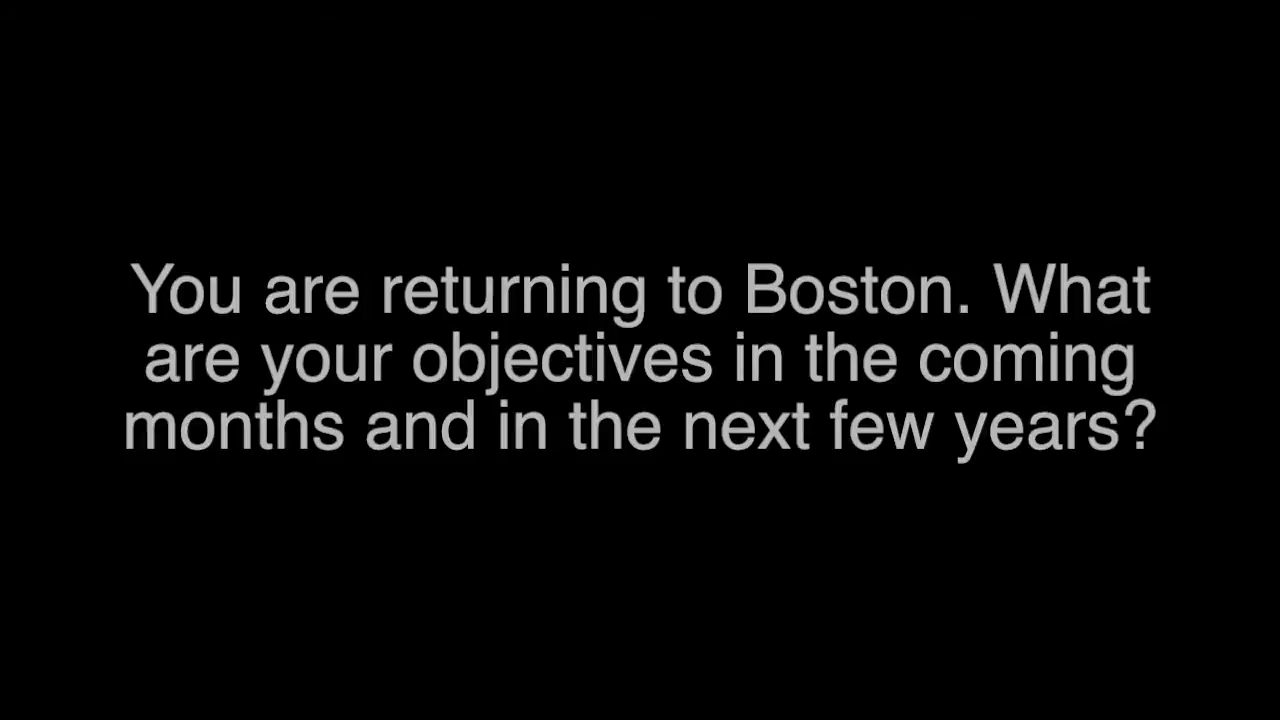 You are returning to Boston. What
are your objectives in the coming
months and in the next few years?